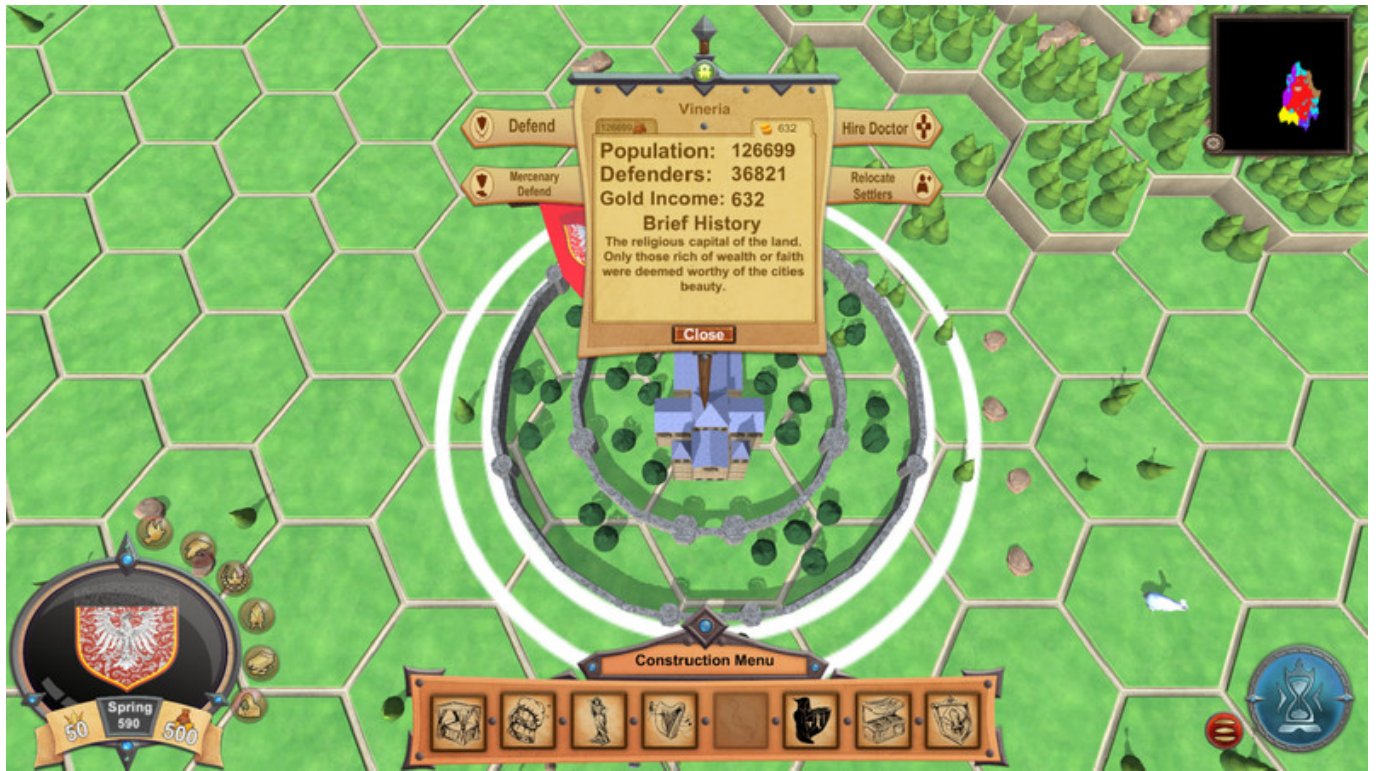 Vineria
126699
632
Defend
Hire Doctor
Mercenary
Defend
Relocate
Settlers
Population: 126699
Defenders: 36821
Gold Income: 632
Brief History
The religious capital of the land.
Only those rich of wealth or faith
were deemed worthy of the cities
beauty.
Close
Construction Menu
Spring
590
50
500